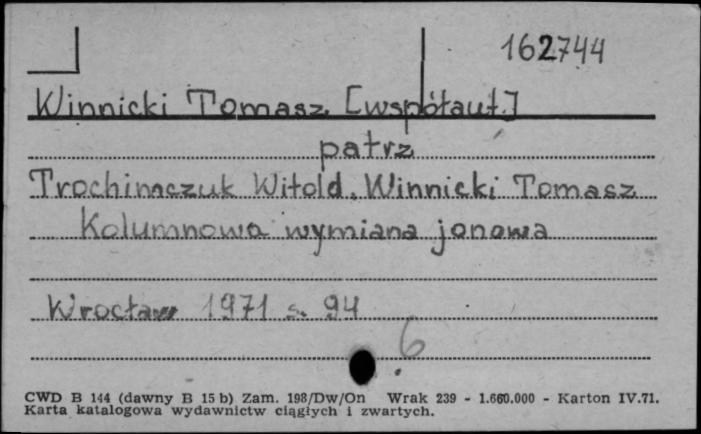 162744
Winnicki Tomasz [współaut.]
patrz
Trochimczuk Witold, Winnicki Tomasz
Kolumnowa wymiana jonowa
Wrocław 1971 s. 94
6
CWD B 144 (dawny B 15 b) Zam. 198/Dw/On Wrak 239 - 1.660.000 - Karton IV.71.
Karta katalogowa wydawnictw ciągłych i zwartych.